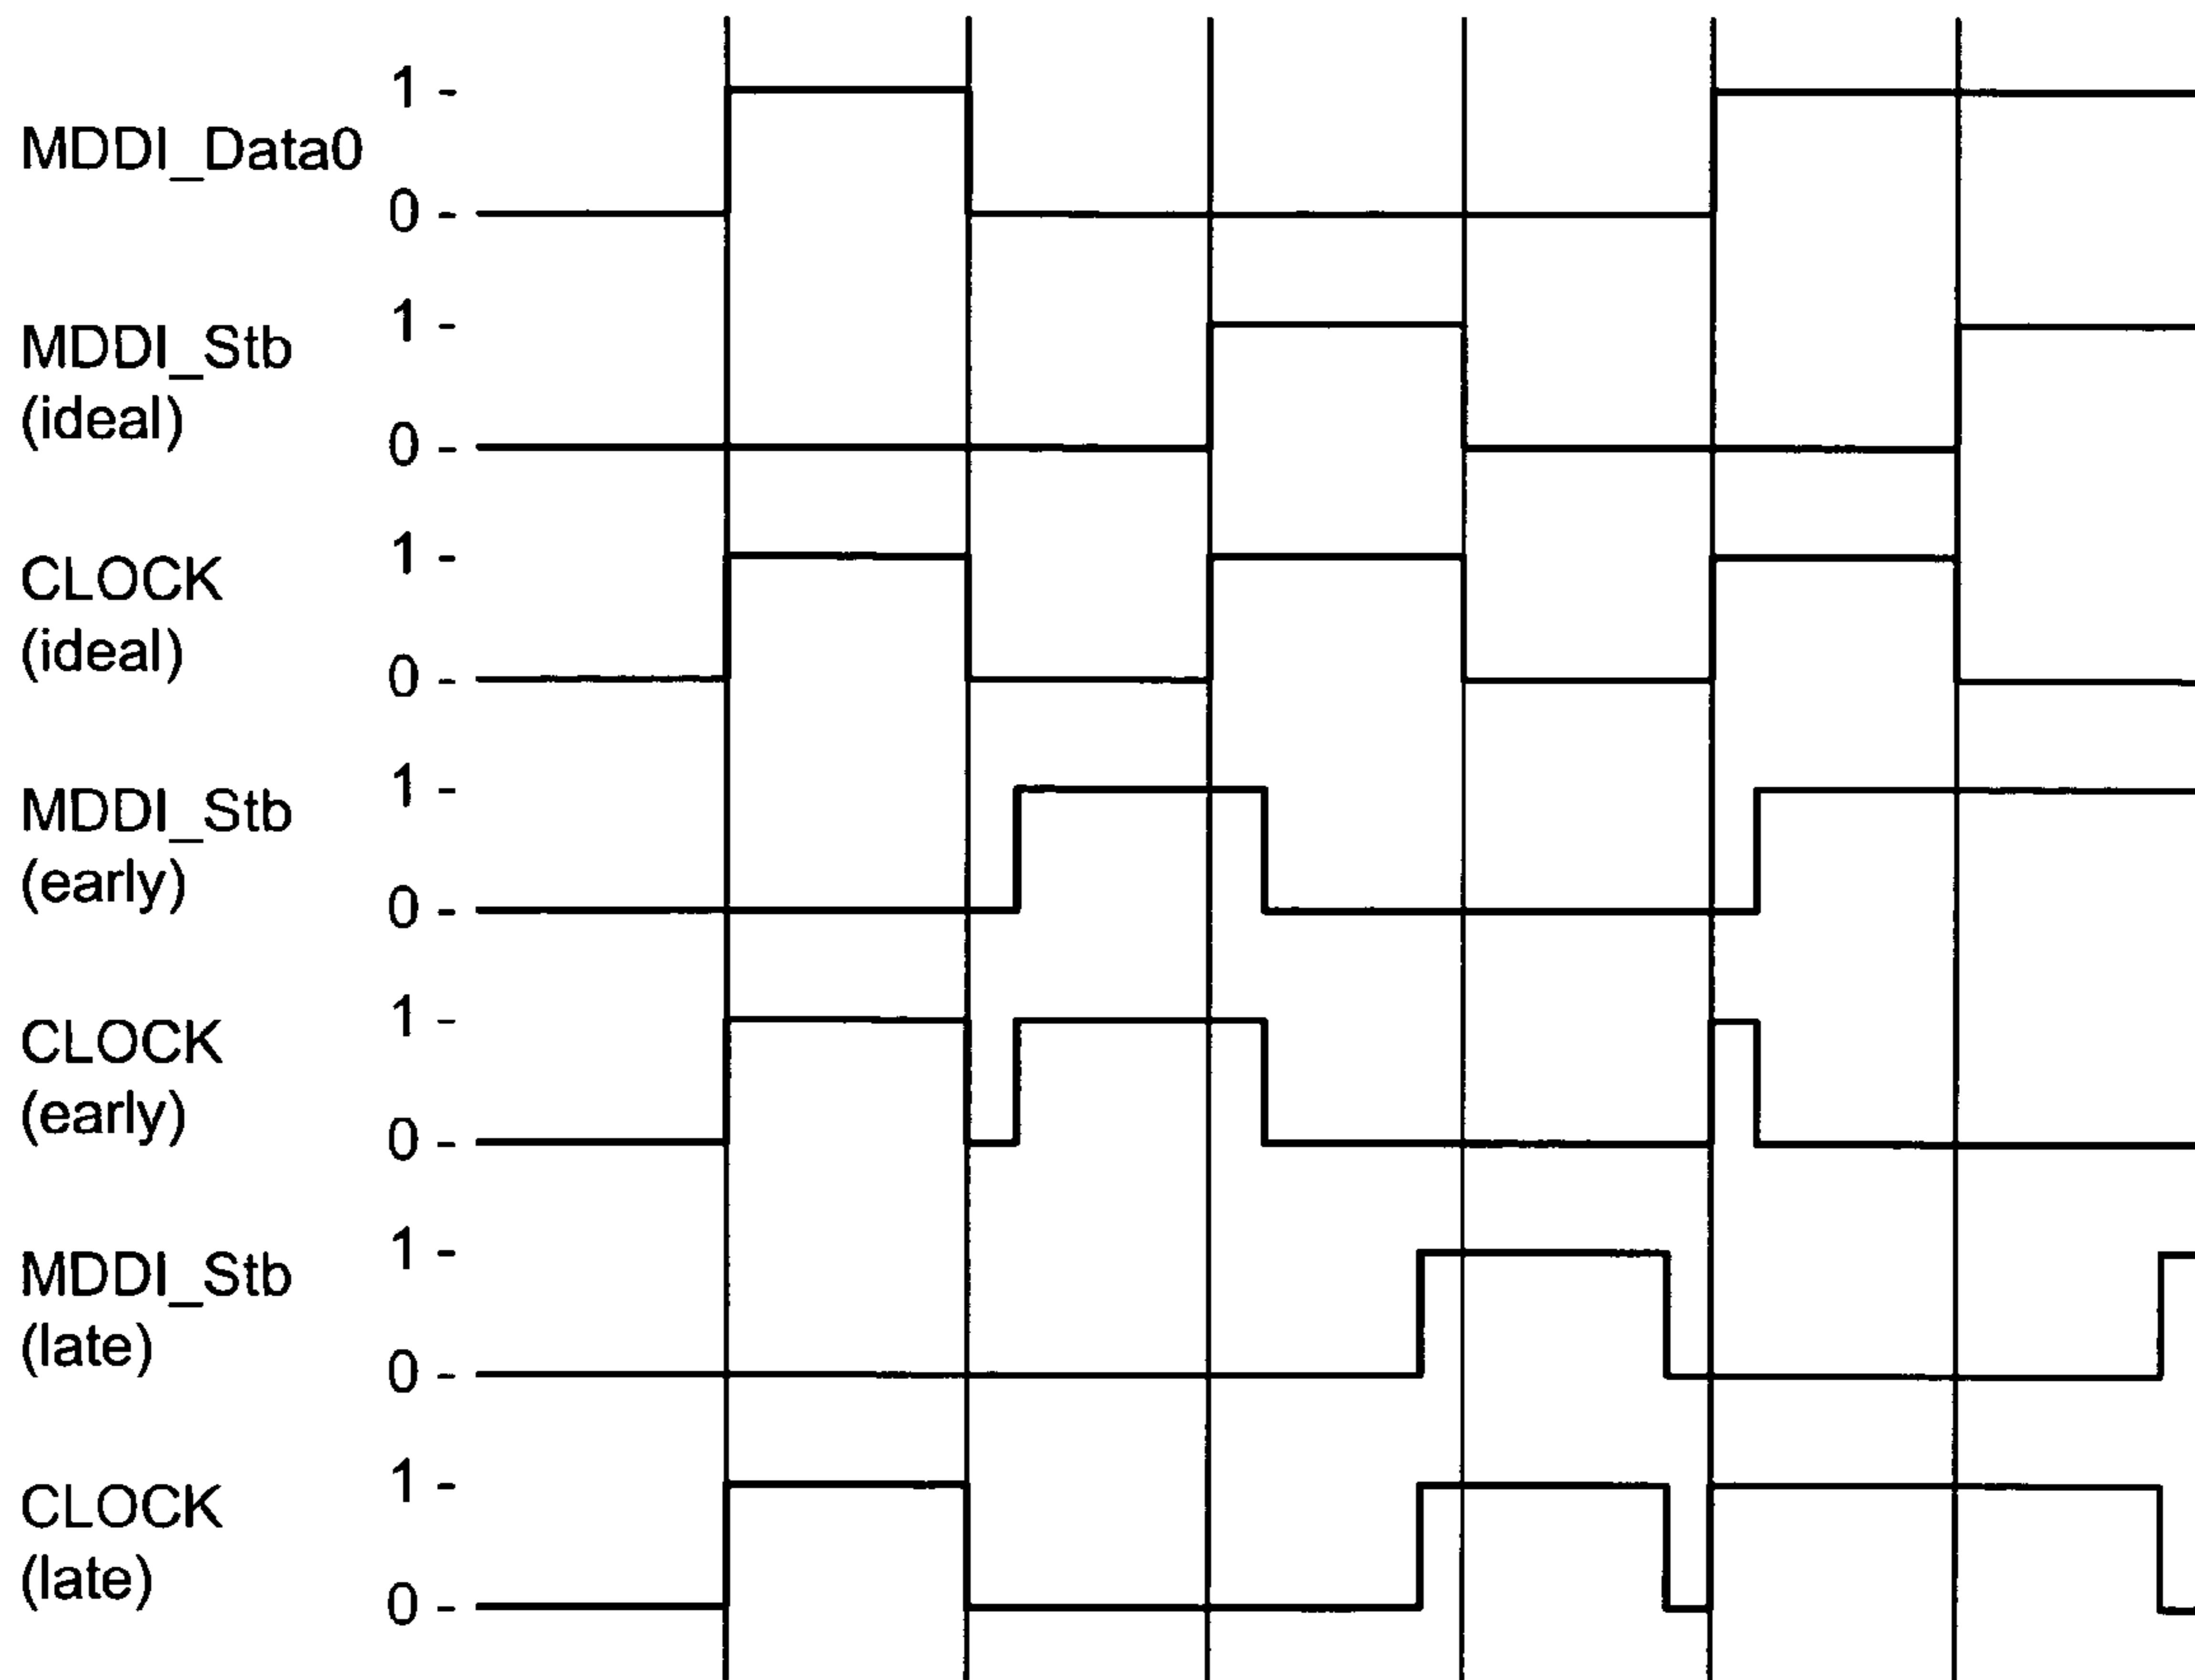 1 -
MDDI_Data0
0 -
1 -
MDDI_Stb
(ideal)
0 -
1 -
CLOCK
(ideal)
0 -
1 -
MDDI_Stb
(early)
0 -
1 -
CLOCK
(early)
0 -
1 -
MDDI_Stb
(late)
0 -
1 -
CLOCK
(late)
0 -